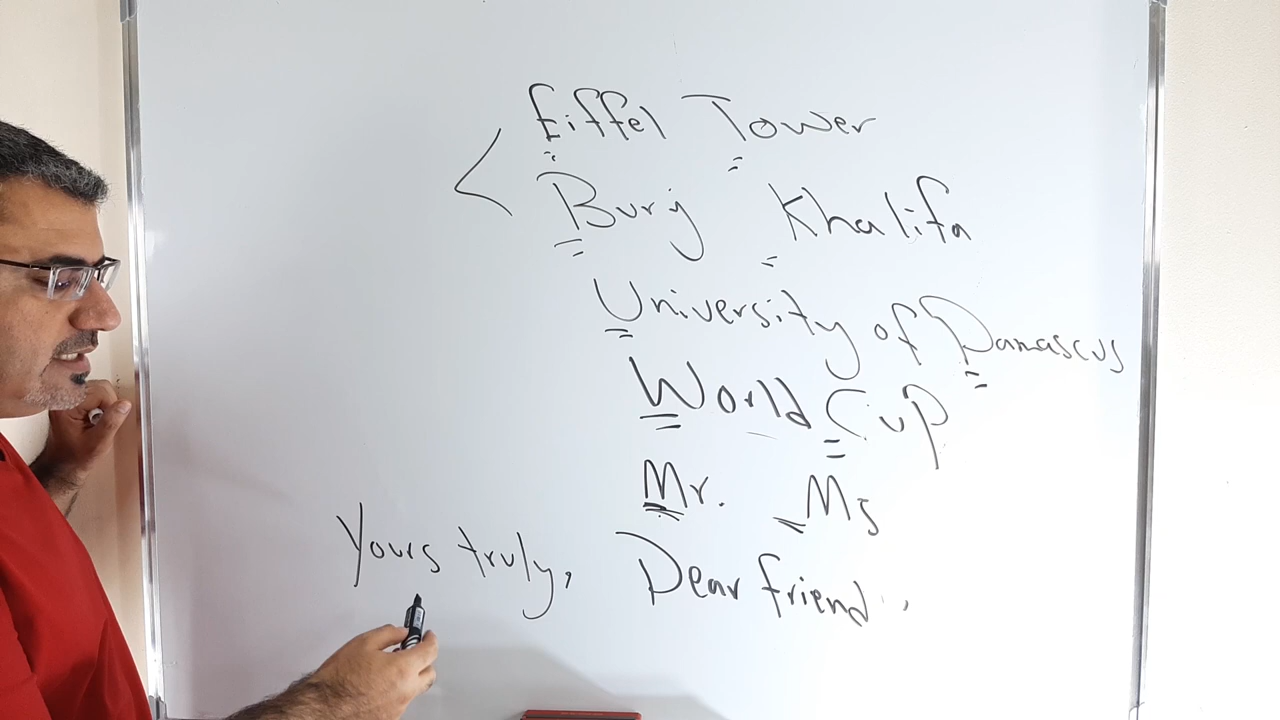 Eiffel Tower
Burj Khalifa
University of Damascus
World Cup
Mr. Ms
Yours truly, Dear friend,